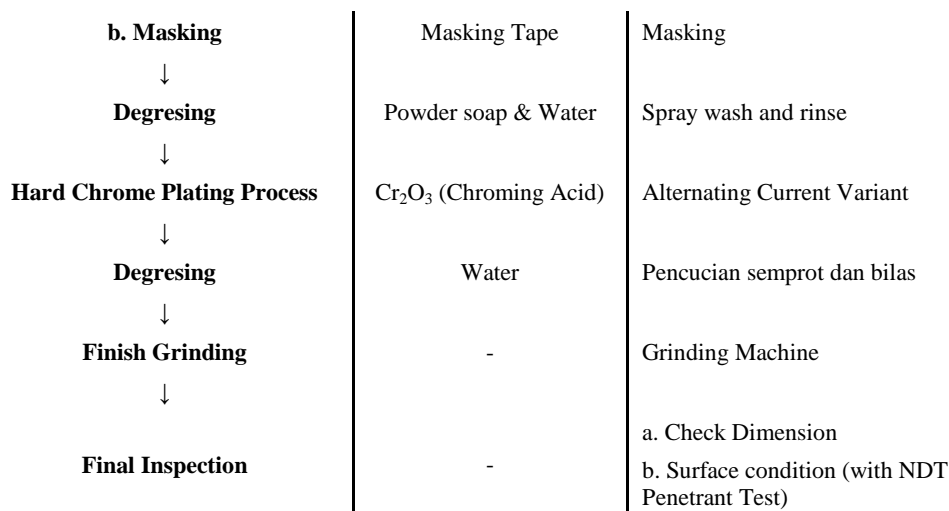 b. Masking Masking Tape Masking
↓
Degresing Powder soap & Water Spray wash and rinse
↓
Hard Chrome Plating Process Cr₂O₃ (Chroming Acid) Alternating Current Variant
↓
Degresing Water Pencucian semprot dan bilas
↓
Finish Grinding - Grinding Machine
↓
Final Inspection - a. Check Dimension
b. Surface condition (with NDT
Penetrant Test)